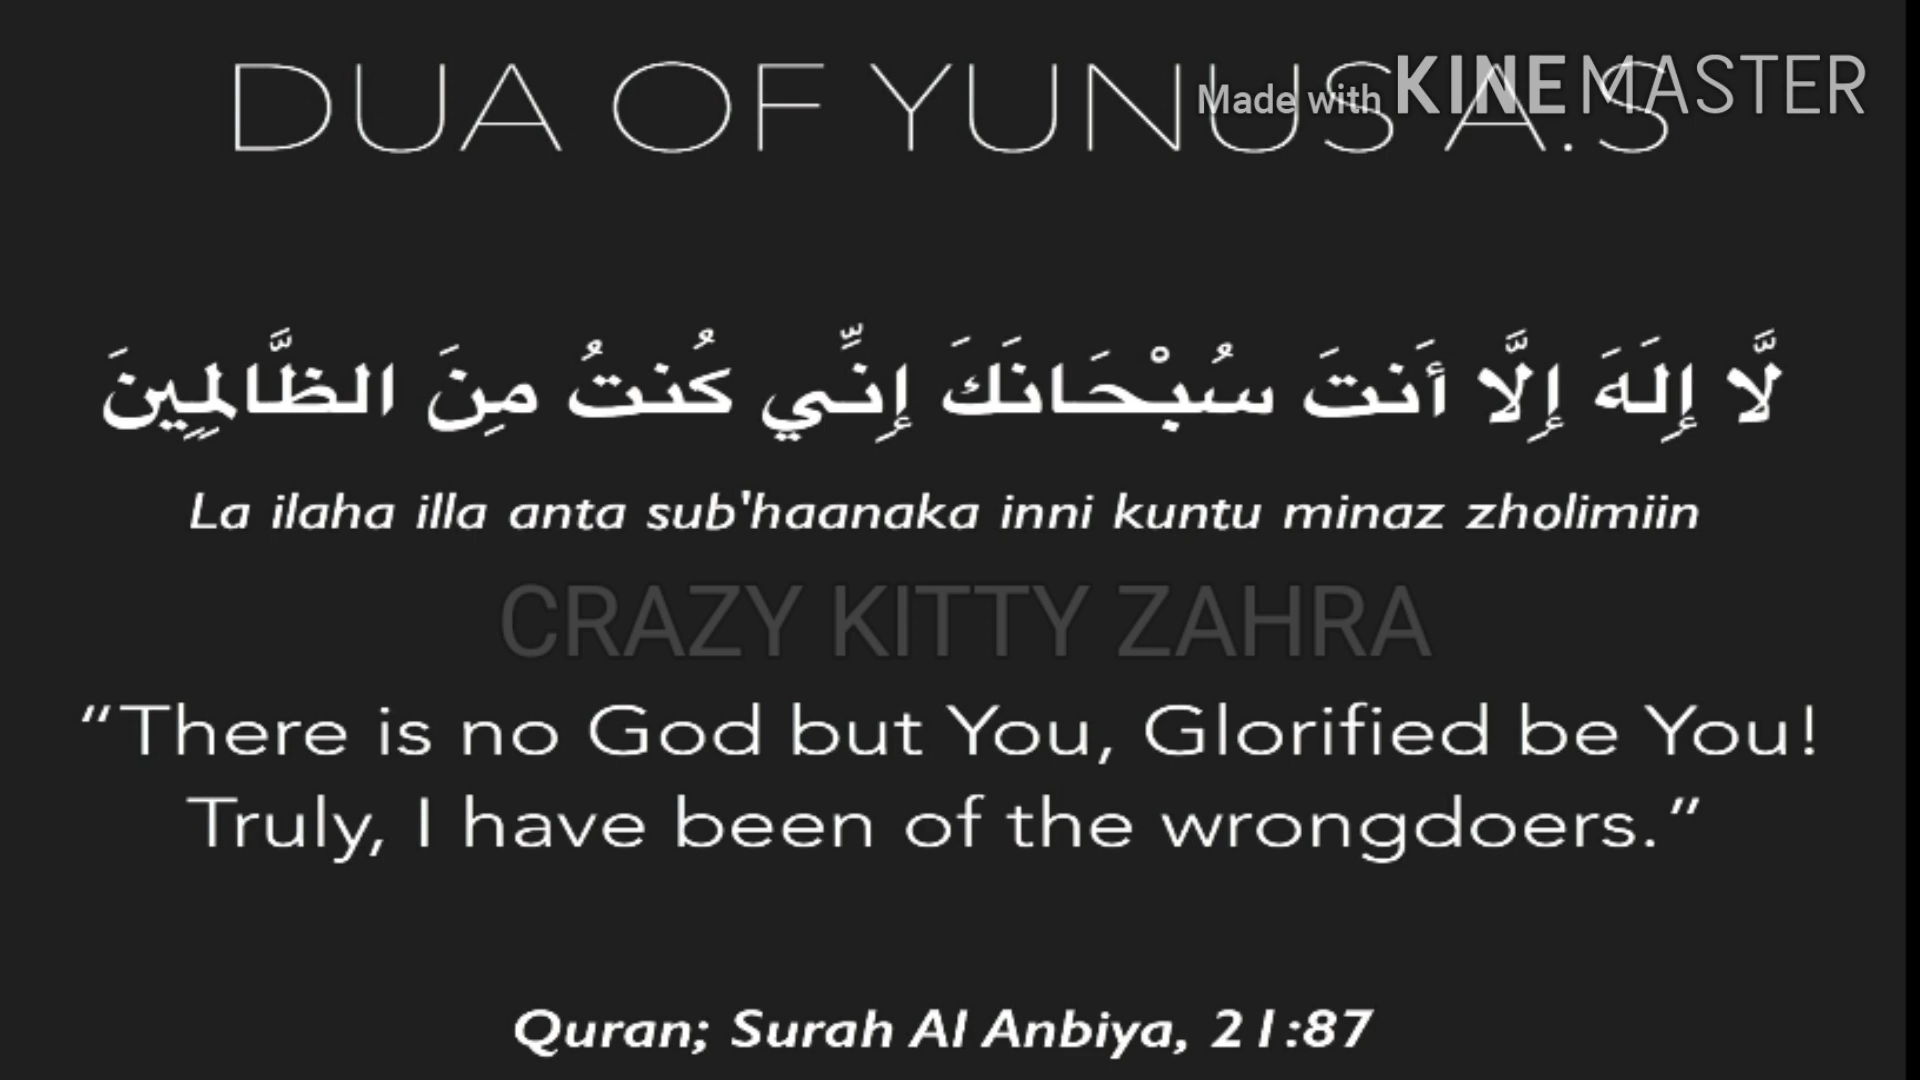 DUA OF YUNUS A.S
Made with KINEMASTER
لَّا إِلَهَ إِلَّا أَنتَ سُبْحَانَكَ إِنِّي كُنتُ مِنَ الظَّالِمِينَ
La ilaha illa anta sub'haanaka inni kuntu minaz zholimiin
CRAZY KITTY ZAHRA
“There is no God but You, Glorified be You!
Truly, I have been of the wrongdoers.”
Quran; Surah Al Anbiya, 21:87